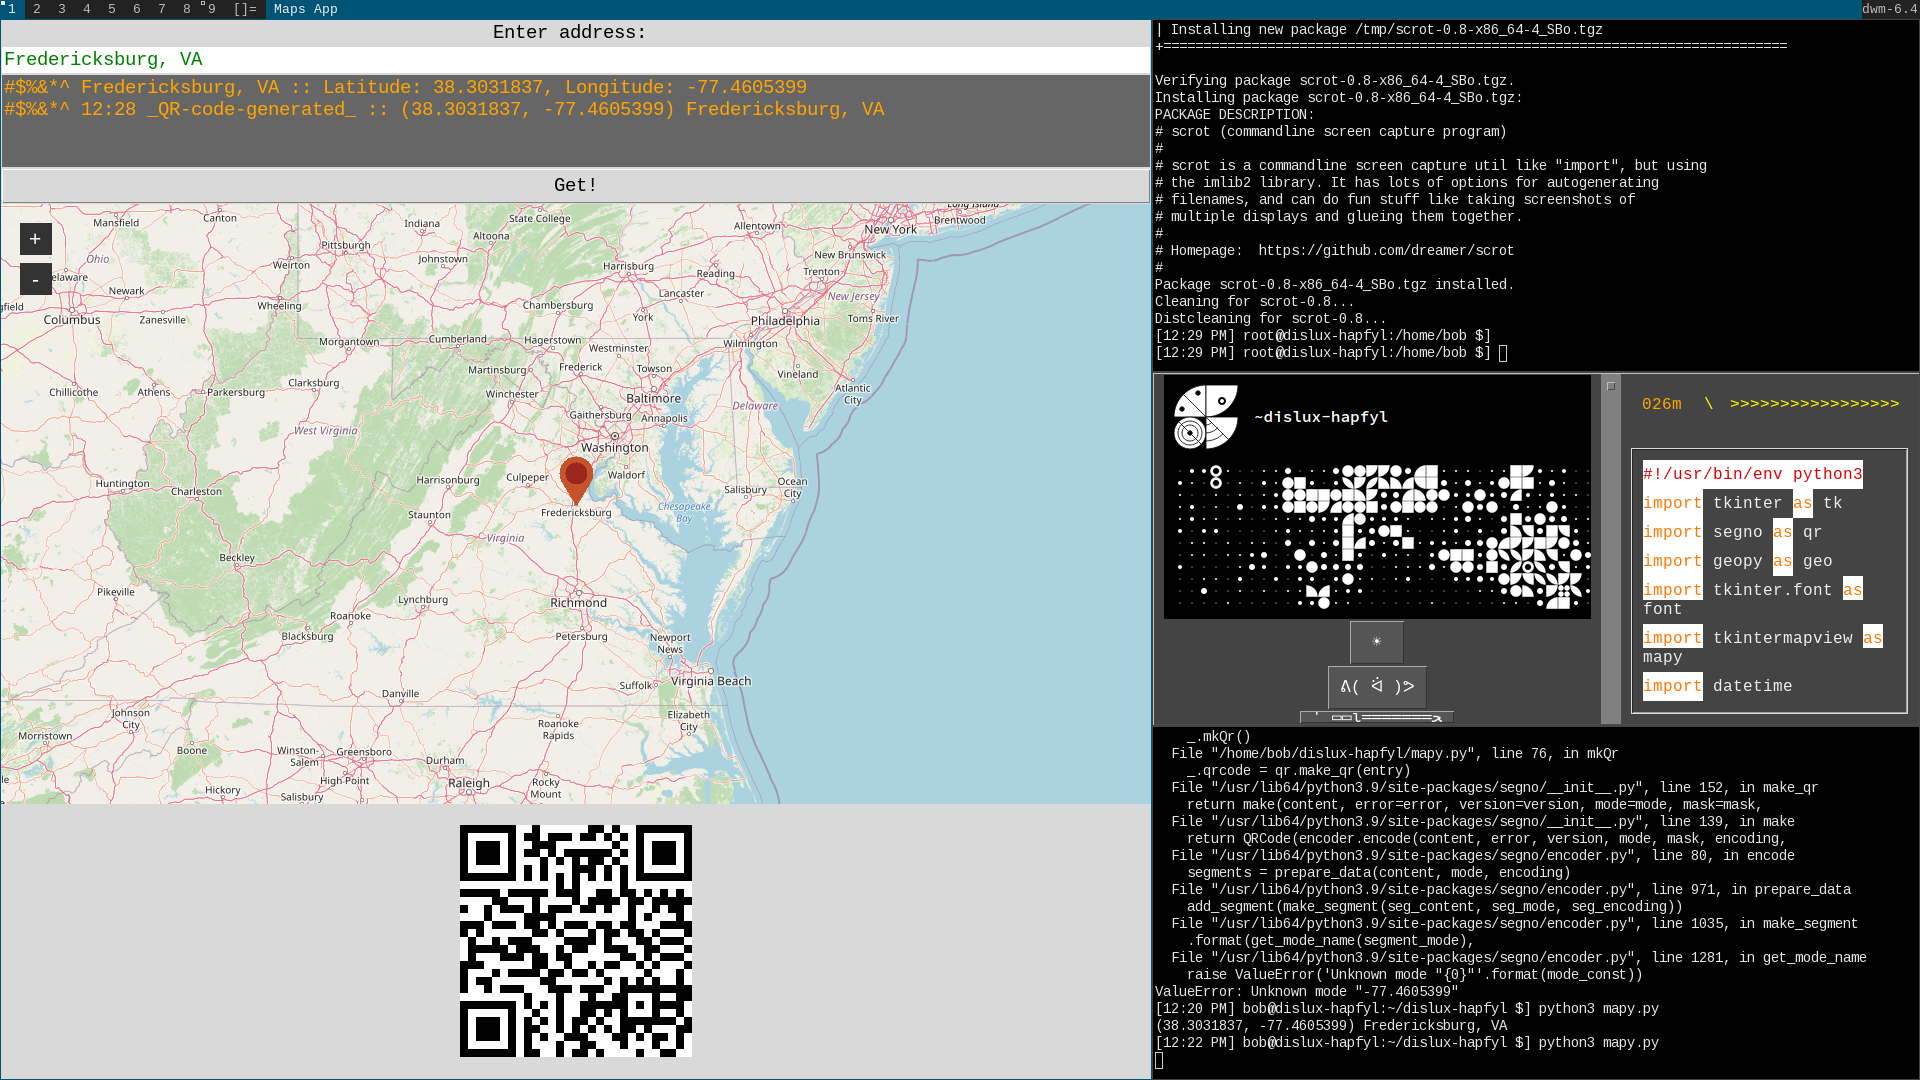 1 2 3 4 5 6 7 8 9 []= Maps App dwm-6.4
Enter address:
Fredericksburg, VA
#$%&*^ Fredericksburg, VA :: Latitude: 38.3031837, Longitude: -77.4605399
#$%&*^ 12:28 _QR-code-generated_ :: (38.3031837, -77.4605399) Fredericksburg, VA
Get!
+
-
Mansfield
Canton
Indiana
State College
Altoona
Allentown
Long Island
Brentwood
New York
Ohio
Pittsburgh
Weirton
Johnstown
Harrisburg
Reading
New Brunswick
Trenton
elaware
Newark
Wheeling
Chambersburg
Lancaster
New Jersey
field
Columbus
Zanesville
York
Philadelphia
Toms River
Morgantown
Cumberland
Hagerstown
Westminster
Wilmington
Martinsburg
Frederick
Towson
Vineland
Chillicothe
Athens
Parkersburg
Clarksburg
Winchester
Baltimore
Atlantic
City
Gaithersburg
Annapolis
Delaware
West Virginia
Washington
Huntington
Charleston
Harrisonburg
Culpeper
Waldorf
Salisbury
Ocean
City
Staunton
Fredericksburg
Chesapeake
Bay
Virginia
Beckley
Pikeville
Lynchburg
Richmond
Roanoke
Blacksburg
Petersburg
Newport
News
Suffolk
Virginia Beach
Danville
Johnson
City
Elizabeth
City
Morristown
Boone
Winston-
Salem
Greensboro
Roanoke
Rapids
Durham
High Point
le
Hickory
Salisbury
Raleigh
Rocky
Mount
| Installing new package /tmp/scrot-0.8-x86_64-4_SBo.tgz
+==============================================================================
Verifying package scrot-0.8-x86_64-4_SBo.tgz.
Installing package scrot-0.8-x86_64-4_SBo.tgz:
PACKAGE DESCRIPTION:
# scrot (commandline screen capture program)
#
# scrot is a commandline screen capture util like "import", but using
# the imlib2 library. It has lots of options for autogenerating
# filenames, and can do fun stuff like taking screenshots of
# multiple displays and glueing them together.
#
# Homepage:  https://github.com/dreamer/scrot
#
Package scrot-0.8-x86_64-4_SBo.tgz installed.
Cleaning for scrot-0.8...
Distcleaning for scrot-0.8...
[12:29 PM] root@dislux-hapfyl:/home/bob $]
[12:29 PM] root@dislux-hapfyl:/home/bob $]
~dislux-hapfyl
026m \ >>>>>>>>>>>>>>>>>
#!/usr/bin/env python3
import tkinter as tk
import segno as qr
import geopy as geo
import tkinter.font as
font
import tkintermapview as
mapy
import datetime
_.mkQr()
File "/home/bob/dislux-hapfyl/mapy.py", line 76, in mkQr
_.qrcode = qr.make_qr(entry)
File "/usr/lib64/python3.9/site-packages/segno/__init__.py", line 152, in make_qr
return make(content, error=error, version=version, mode=mode, mask=mask,
File "/usr/lib64/python3.9/site-packages/segno/__init__.py", line 139, in make
return QRCode(encoder.encode(content, error, version, mode, mask, encoding,
File "/usr/lib64/python3.9/site-packages/segno/encoder.py", line 80, in encode
segments = prepare_data(content, mode, encoding)
File "/usr/lib64/python3.9/site-packages/segno/encoder.py", line 971, in prepare_data
add_segment(make_segment(seg_content, seg_mode, seg_encoding))
File "/usr/lib64/python3.9/site-packages/segno/encoder.py", line 1035, in make_segment
.format(get_mode_name(segment_mode),
File "/usr/lib64/python3.9/site-packages/segno/encoder.py", line 1281, in get_mode_name
raise ValueError('Unknown mode "{0}"'.format(mode_const))
ValueError: Unknown mode "-77.4605399"
[12:20 PM] bob@dislux-hapfyl:~/dislux-hapfyl $] python3 mapy.py
(38.3031837, -77.4605399) Fredericksburg, VA
[12:22 PM] bob@dislux-hapfyl:~/dislux-hapfyl $] python3 mapy.py